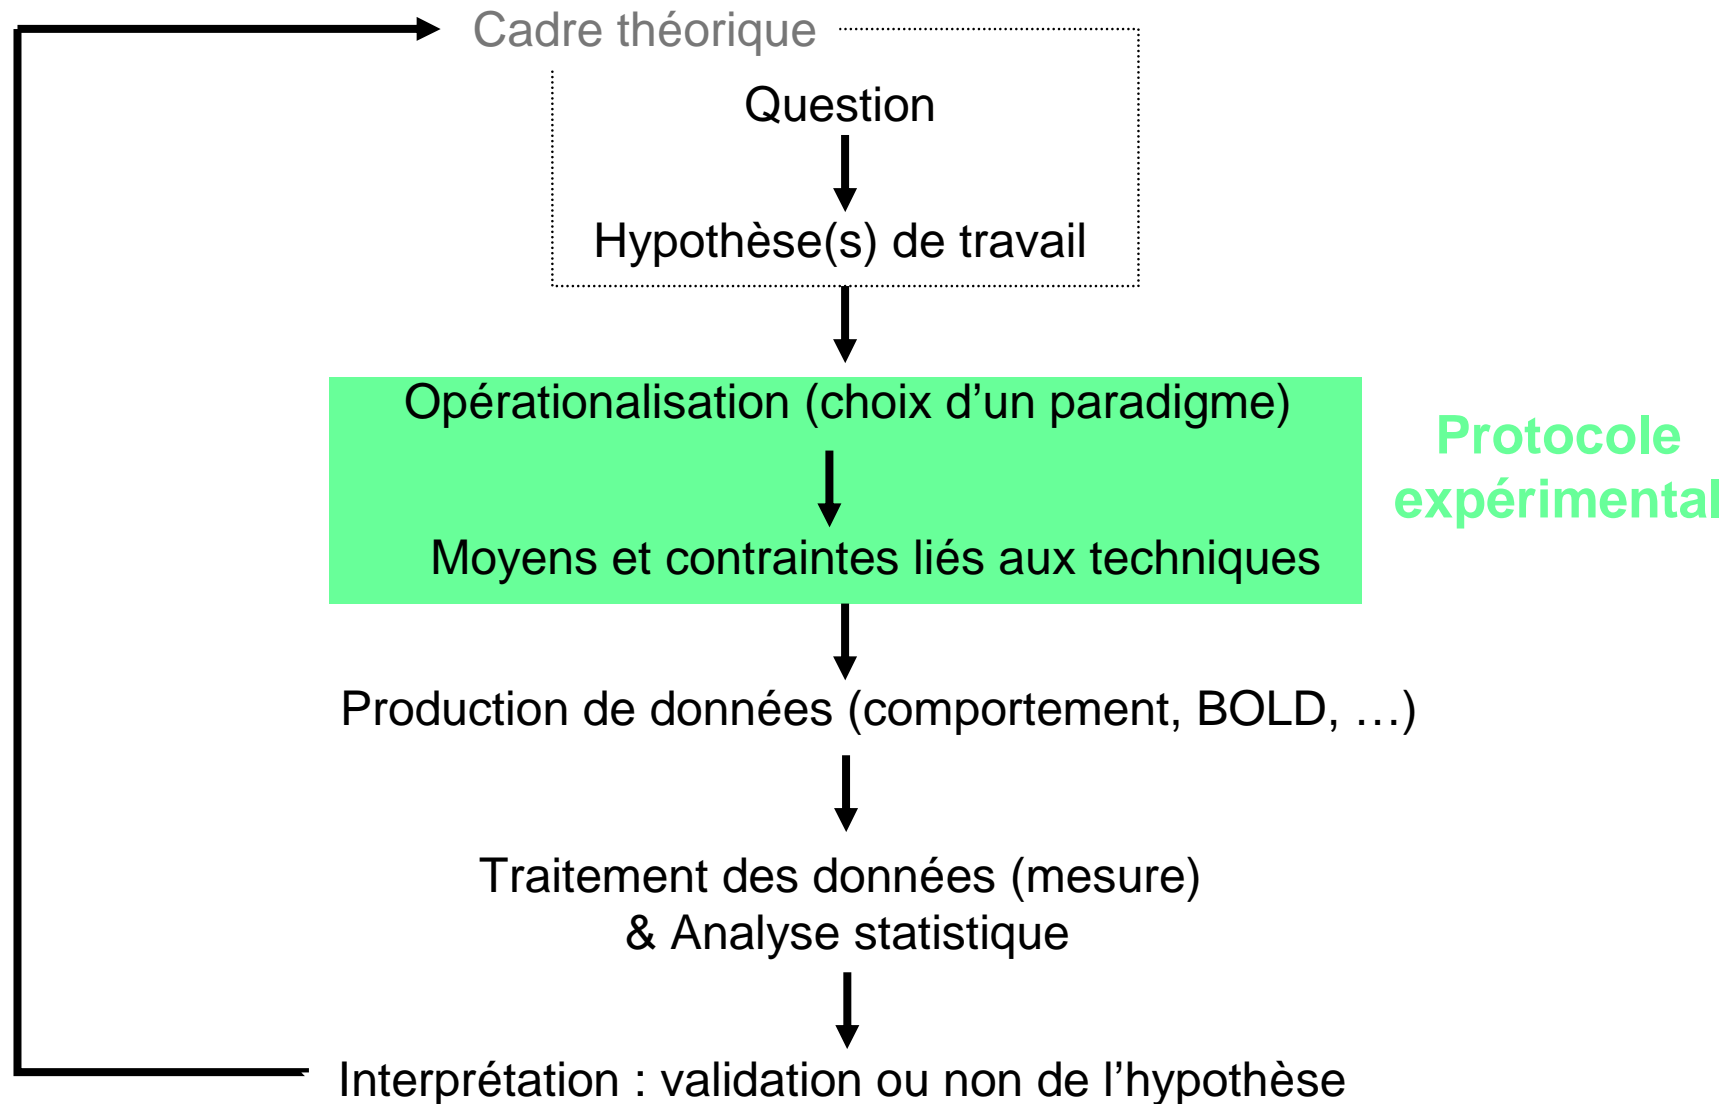 Cadre théorique
Question
Hypothèse(s) de travail
Opérationalisation (choix d’un paradigme)
Protocole
expérimental
Moyens et contraintes liés aux techniques
Production de données (comportement, BOLD, …)
Traitement des données (mesure)
& Analyse statistique
Interprétation : validation ou non de l’hypothèse